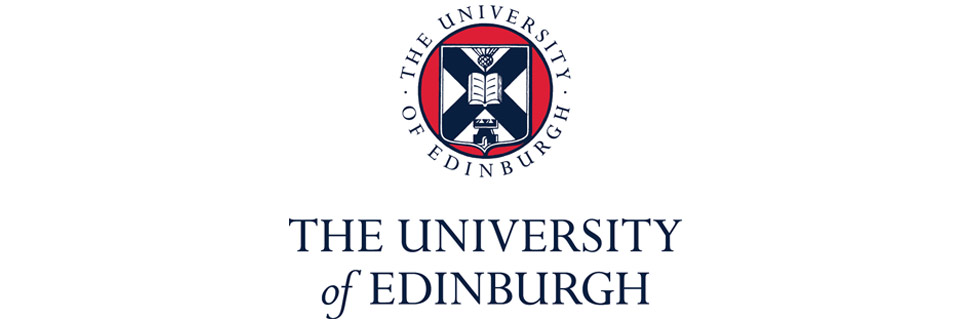 THE UNIVERSITY
OF EDINBURGH
THE UNIVERSITY
of EDINBURGH